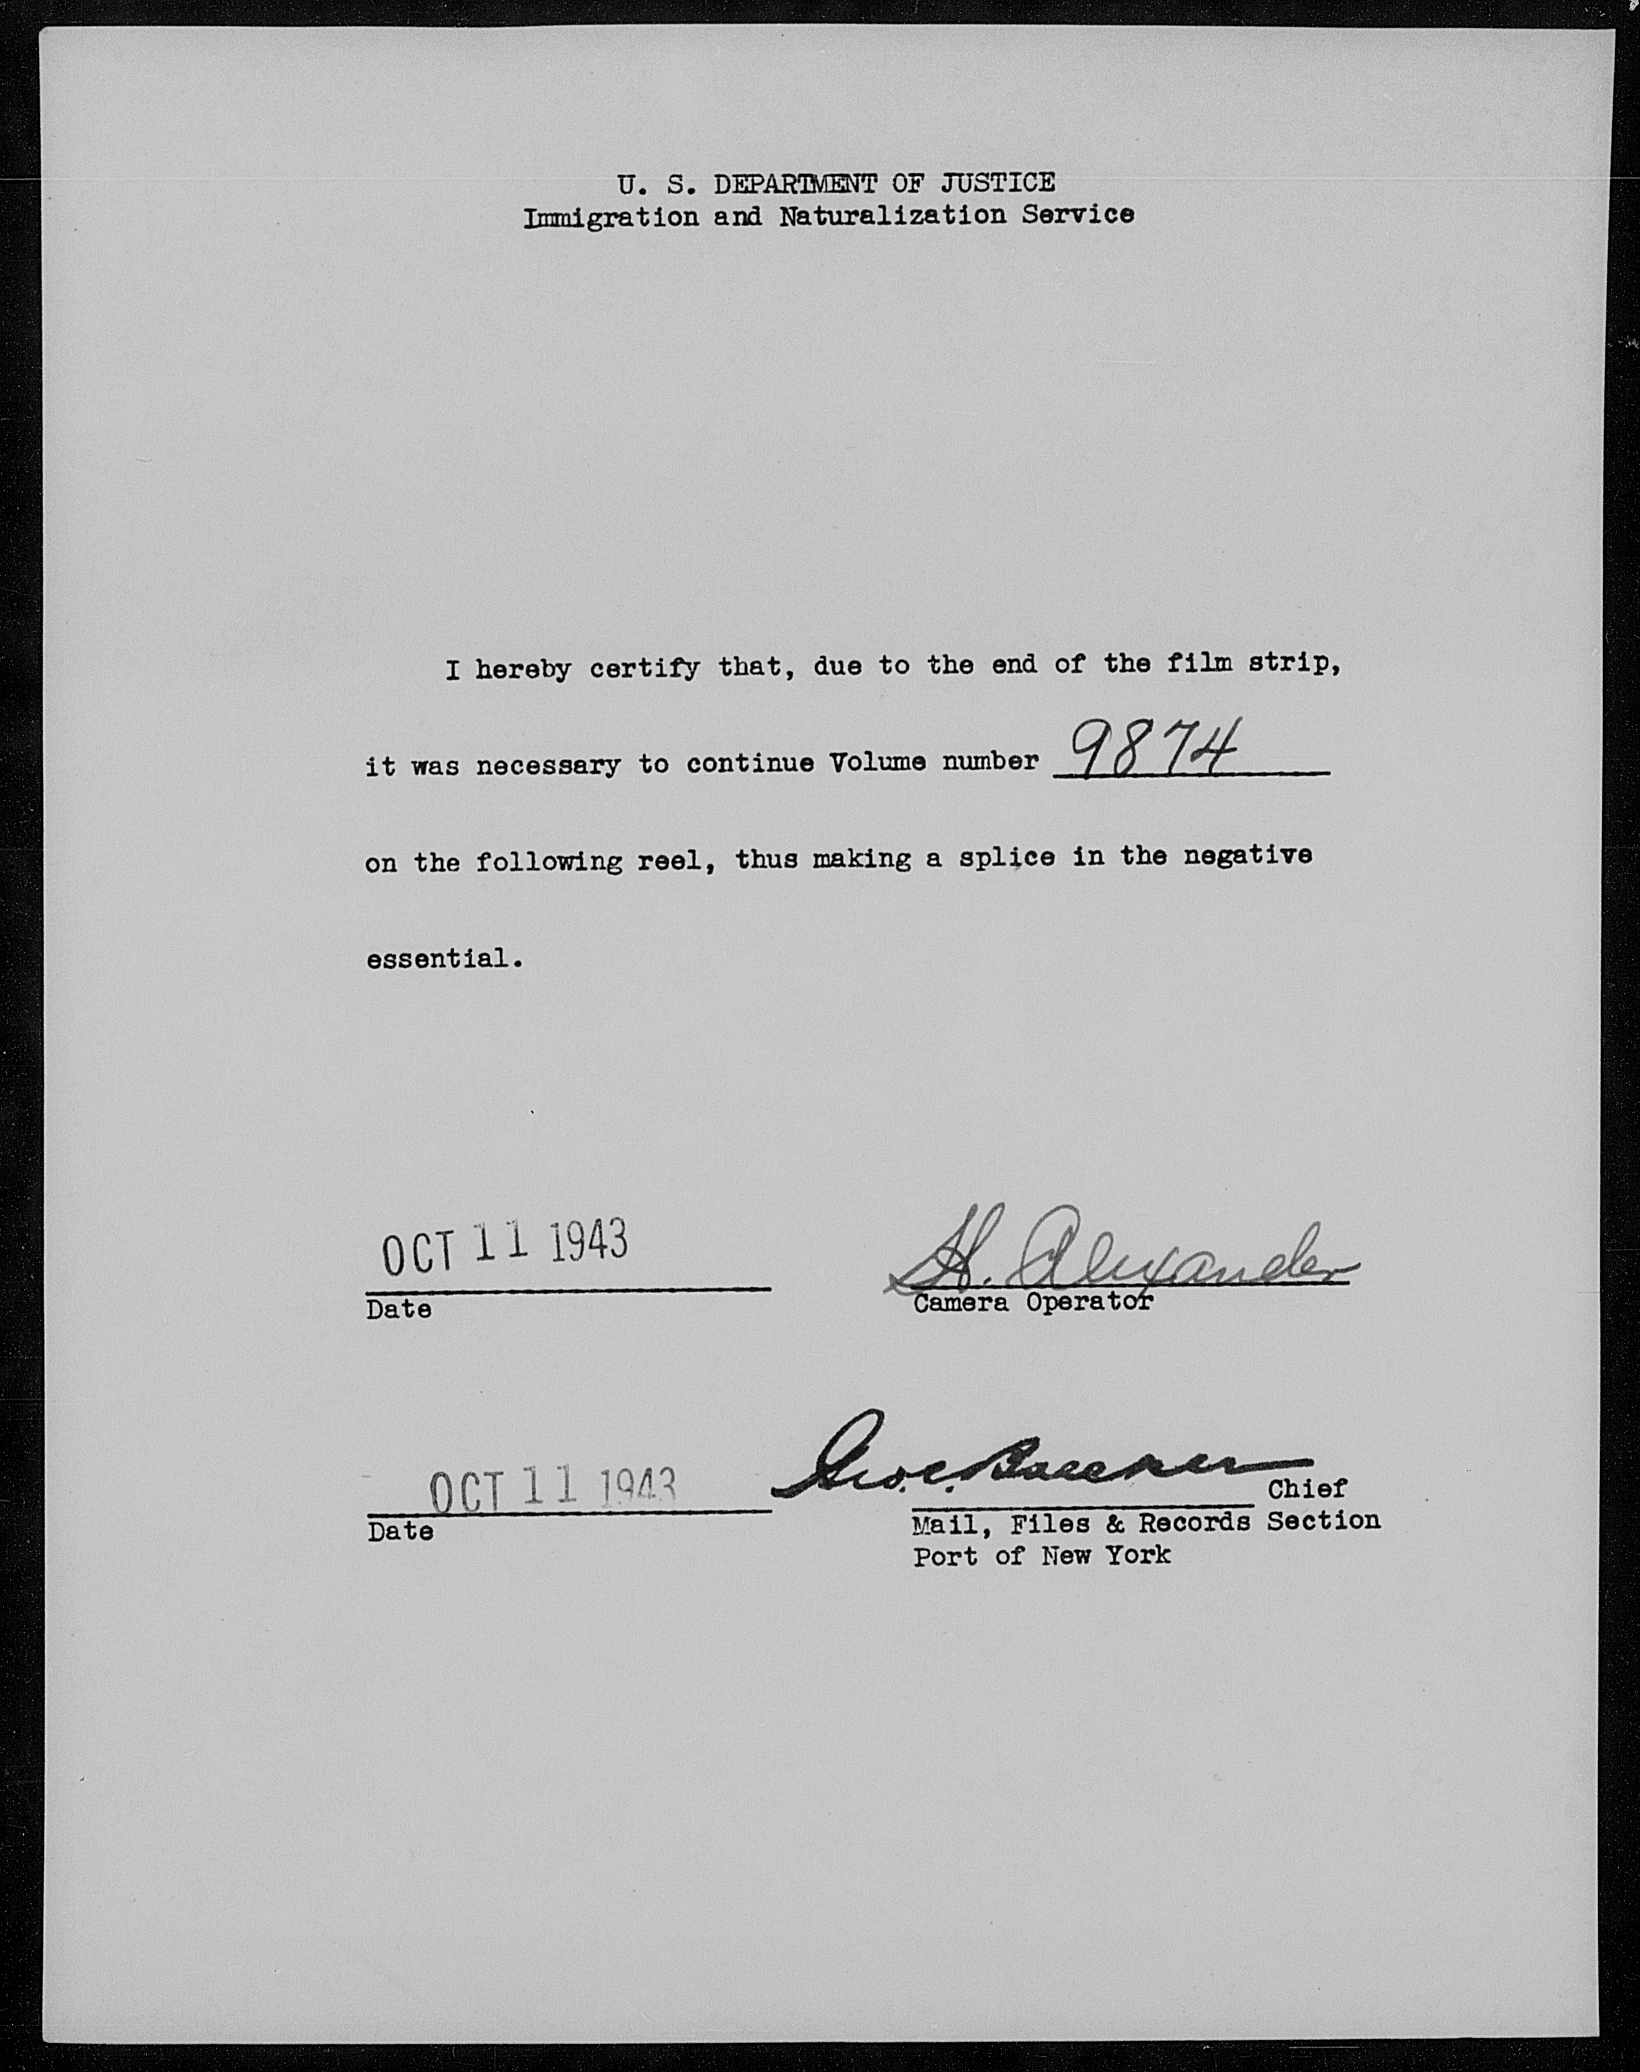 U. S. DEPARTMENT OF JUSTICE
Immigration and Naturalization Service
I hereby certify that, due to the end of the film strip,
it was necessary to continue Volume number 9874
on the following reel, thus making a splice in the negative
essential.
OCT 11 1943
H. Alexander
Date
Camera Operator
OCT 11 1943
Geo. C.
Chief
Date
Mail, Files & Records Section
Port of New York